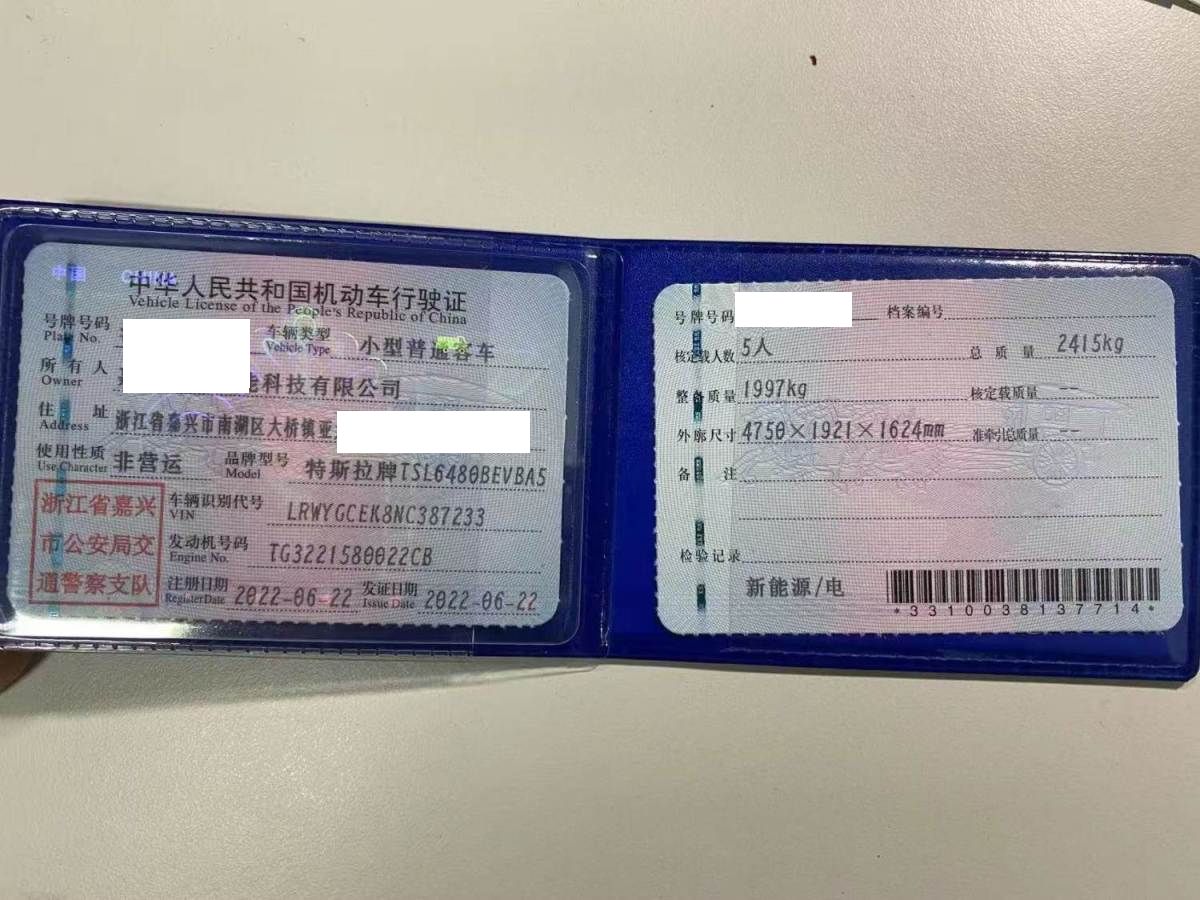 中国 CHINA
中华人民共和国机动车行驶证
Vehicle License of the People's Republic of China
号牌号码
Plate No.
车辆类型 小型普通客车
Vehicle Type
所有人 能科技有限公司
Owner
住址 浙江省嘉兴市南湖区大桥镇亚
Address
使用性质 非营运 品牌型号 特斯拉牌TSL6480BEVBA5
Use Character Model
浙江省嘉兴
市公安局交
道警察支队
车辆识别代号 LRWYGCEK8NC387233
VIN
发动机号码 TG3221580022CB
Engine No.
注册日期 2022-06-22 发证日期 2022-06-22
Register Date Issue Date
号牌号码 档案编号
核定载人数 5人 总质量 2415kg
整备质量 1997kg 核定载质量 --
外廓尺寸 4750×1921×1624mm 准牵引总质量 --
备注
检验记录
新能源/电
*3310038137714*